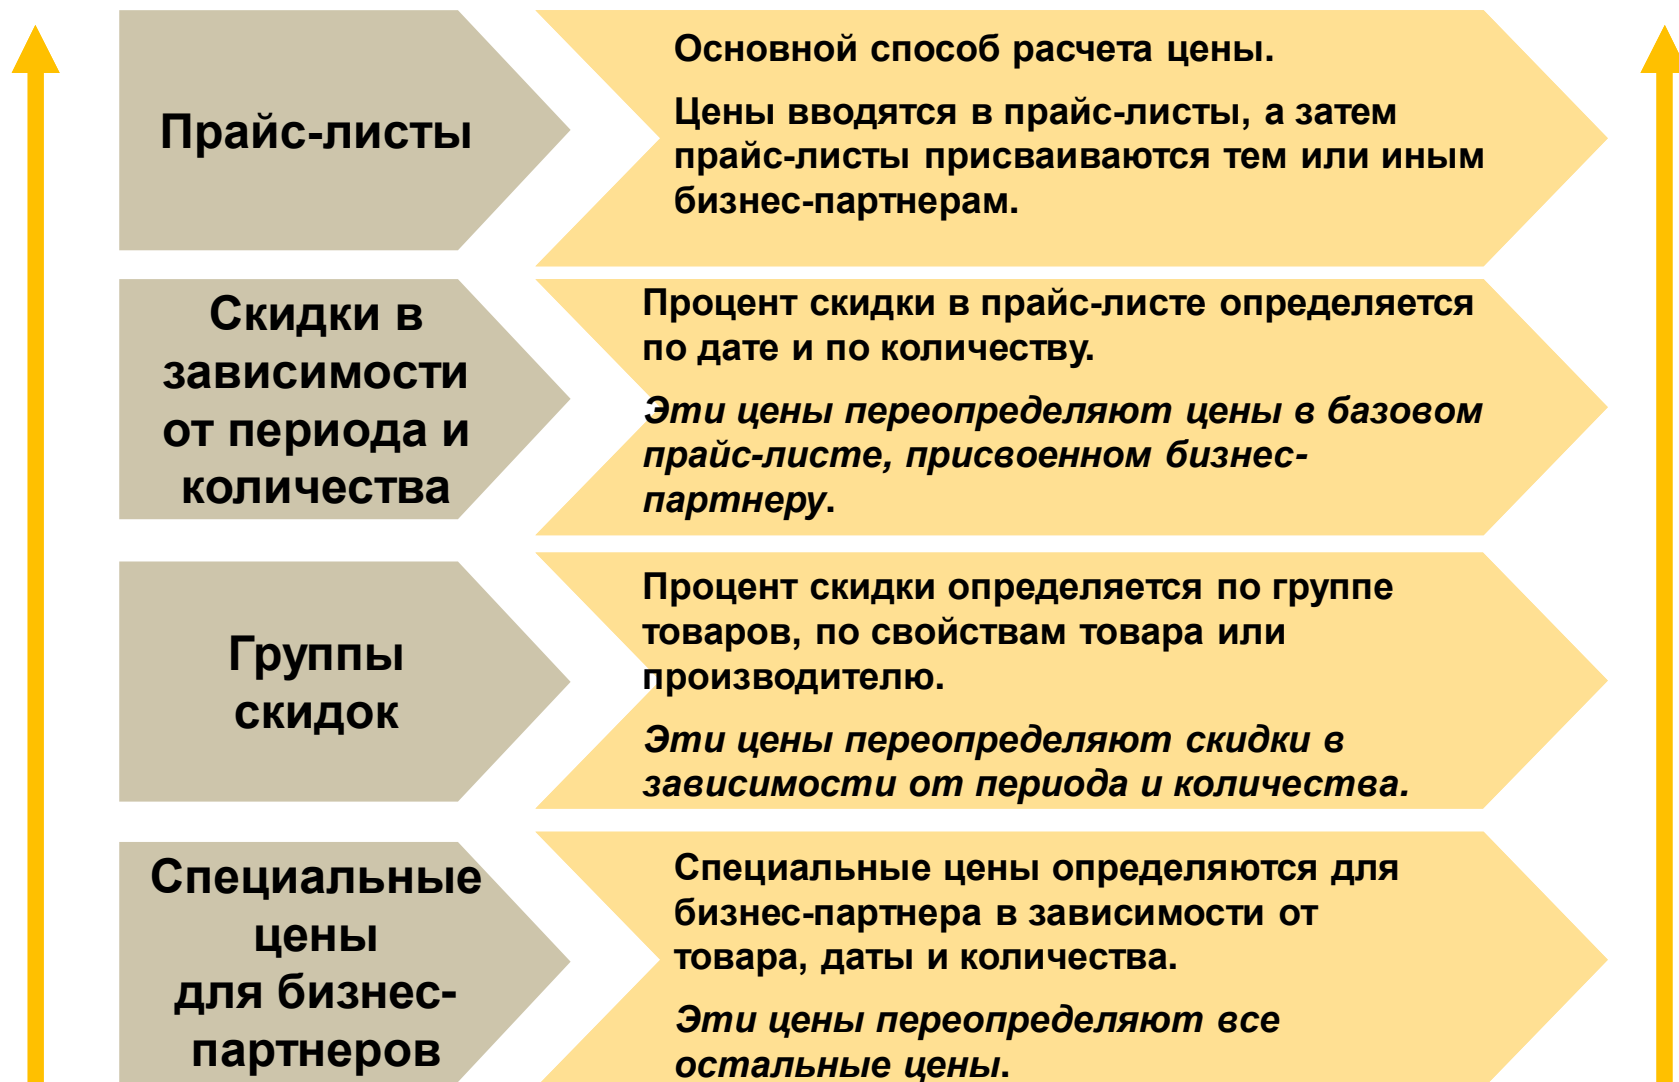 Прайс-листы
Основной способ расчета цены.
Цены вводятся в прайс-листы, а затем
прайс-листы присваиваются тем или иным
бизнес-партнерам.
Скидки в
зависимости
от периода и
количества
Процент скидки в прайс-листе определяется
по дате и по количеству.
Эти цены переопределяют цены в базовом
прайс-листе, присвоенном бизнес-
партнеру.
Группы
скидок
Процент скидки определяется по группе
товаров, по свойствам товара или
производителю.
Эти цены переопределяют скидки в
зависимости от периода и количества.
Специальные
цены
для бизнес-
партнеров
Специальные цены определяются для
бизнес-партнера в зависимости от
товара, даты и количества.
Эти цены переопределяют все
остальные цены.